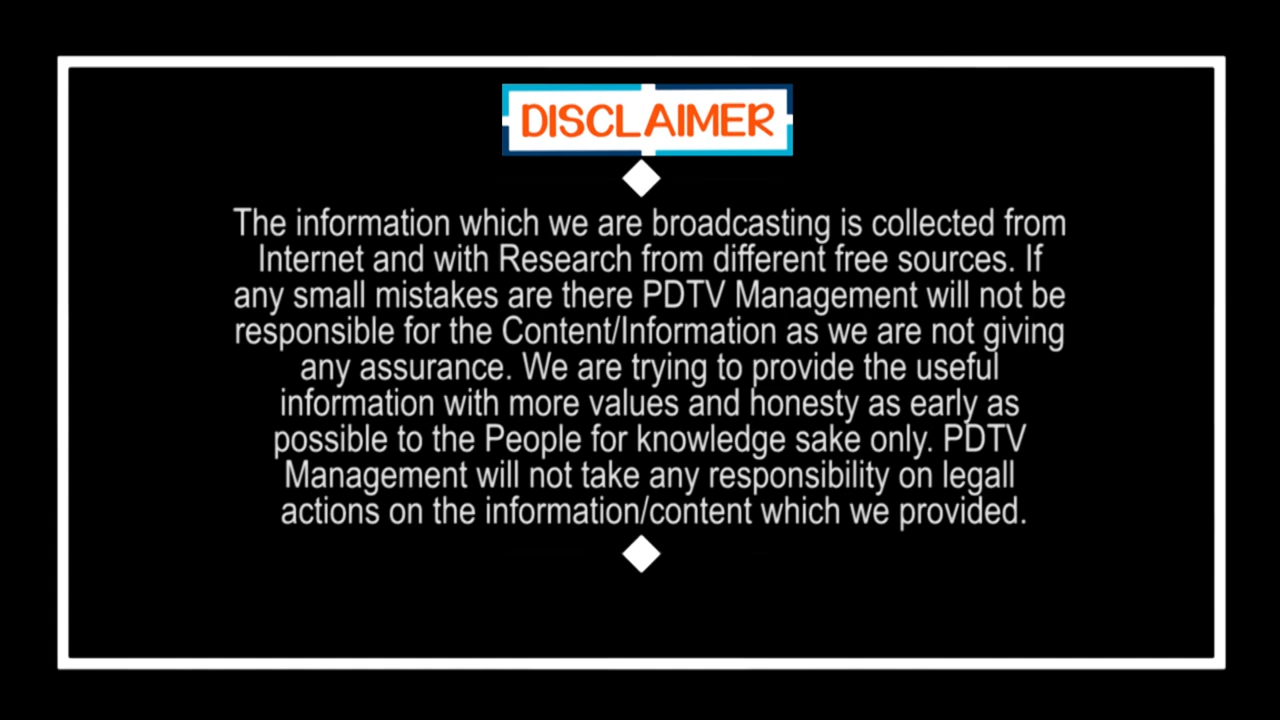 DISCLAIMER
The information which we are broadcasting is collected from
Internet and with Research from different free sources. If
any small mistakes are there PDTV Management will not be
responsible for the Content/Information as we are not giving
any assurance. We are trying to provide the useful
information with more values and honesty as early as
possible to the People for knowledge sake only. PDTV
Management will not take any responsibility on legall
actions on the information/content which we provided.